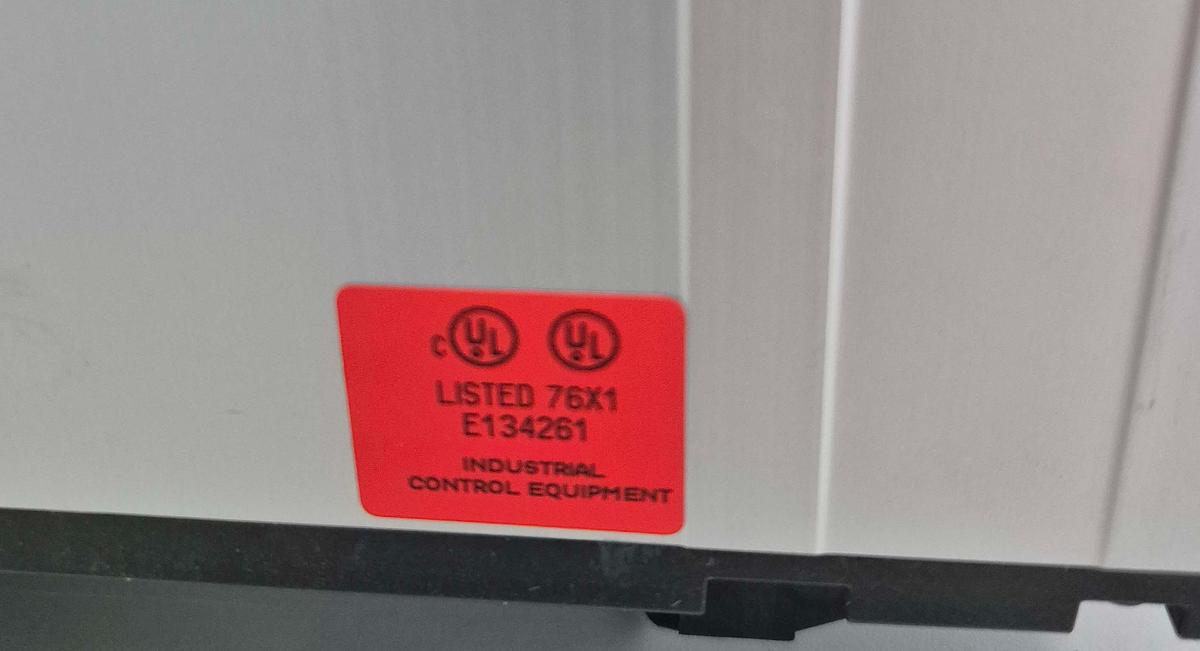 c UL UL
LISTED 76X1
E134261
INDUSTRIAL
CONTROL EQUIPMENT